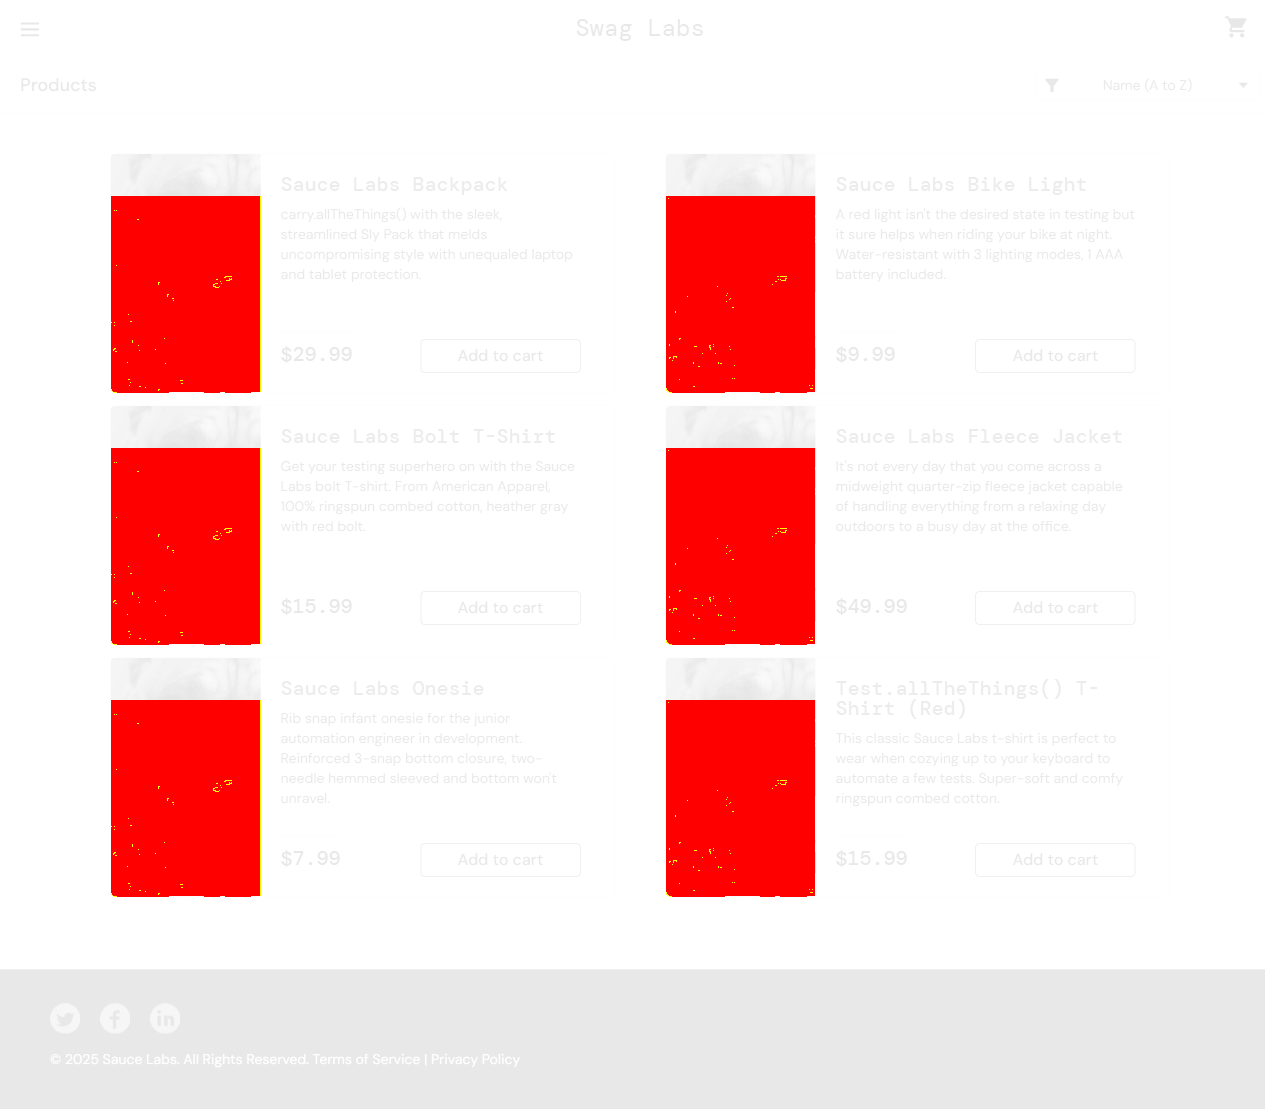 Swag Labs
Products
Name (A to Z)
Sauce Labs Backpack
carry.allTheThings() with the sleek,
streamlined Sly Pack that melds
uncompromising style with unequaled laptop
and tablet protection.
$29.99
Add to cart
Sauce Labs Bike Light
A red light isn't the desired state in testing but
it sure helps when riding your bike at night.
Water-resistant with 3 lighting modes, 1 AAA
battery included.
$9.99
Add to cart
Sauce Labs Bolt T-Shirt
Get your testing superhero on with the Sauce
Labs bolt T-shirt. From American Apparel,
100% ringspun combed cotton, heather gray
with red bolt.
$15.99
Add to cart
Sauce Labs Fleece Jacket
It's not every day that you come across a
midweight quarter-zip fleece jacket capable
of handling everything from a relaxing day
outdoors to a busy day at the office.
$49.99
Add to cart
Sauce Labs Onesie
Rib snap infant onesie for the junior
automation engineer in development.
Reinforced 3-snap bottom closure, two-
needle hemmed sleeved and bottom won't
unravel.
$7.99
Add to cart
Test.allTheThings() T-
Shirt (Red)
This classic Sauce Labs t-shirt is perfect to
wear when cozying up to your keyboard to
automate a few tests. Super-soft and comfy
ringspun combed cotton.
$15.99
Add to cart
© 2025 Sauce Labs. All Rights Reserved. Terms of Service | Privacy Policy